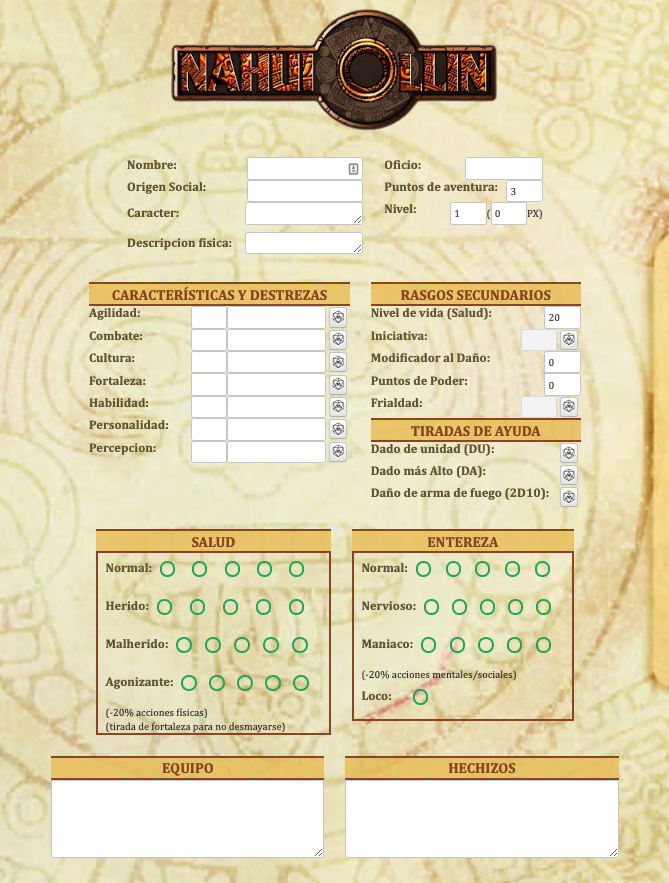 NAHUI OLLIN
Nombre:
Origen Social:
Caracter:
Descripcion fisica:
Oficio:
Puntos de aventura: 3
Nivel: 1 ( 0 PX)
CARACTERÍSTICAS Y DESTREZAS
Agilidad:
Combate:
Cultura:
Fortaleza:
Habilidad:
Personalidad:
Percepcion:
RASGOS SECUNDARIOS
Nivel de vida (Salud): 20
Iniciativa:
Modificador al Daño: 0
Puntos de Poder: 0
Frialdad:
TIRADAS DE AYUDA
Dado de unidad (DU):
Dado más Alto (DA):
Daño de arma de fuego (2D10):
SALUD
Normal:
Herido:
Malherido:
Agonizante:
(-20% acciones físicas)
(tirada de fortaleza para no desmayarse)
ENTEREZA
Normal:
Nervioso:
Maniaco:
(-20% acciones mentales/sociales)
Loco:
EQUIPO
HECHIZOS